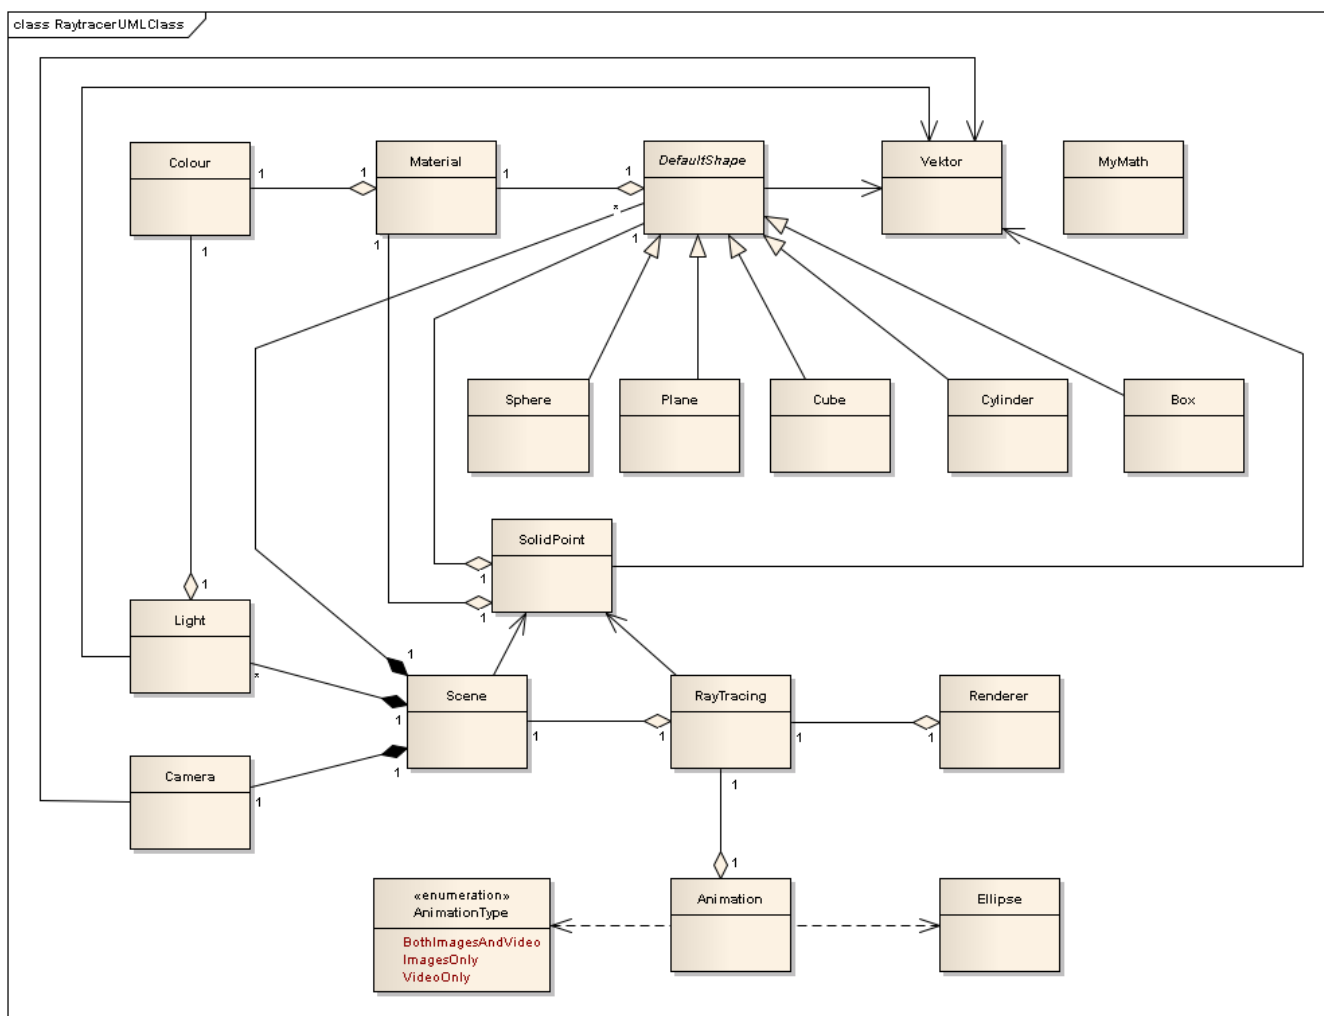 class RaytracerUMLClass
Colour
Material
DefaultShape
Vektor
MyMath
1
1
1
1
*
1
1
1
Sphere
Plane
Cube
Cylinder
Box
SolidPoint
1
1
1
Light
*
1
1
1
Scene
RayTracing
Renderer
1
1
1
1
Camera
1
1
1
«enumeration»
AnimationType
BothImagesAndVideo
ImagesOnly
VideoOnly
Animation
Ellipse